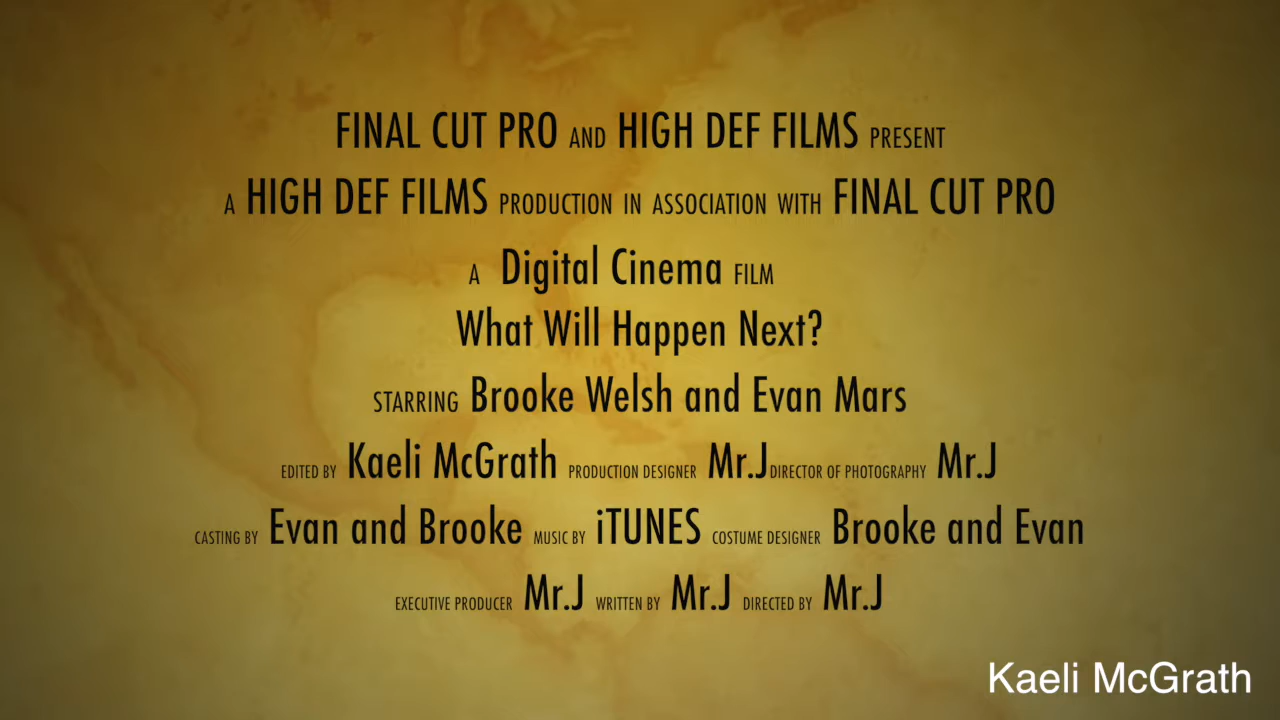 FINAL CUT PRO AND HIGH DEF FILMS PRESENT
A HIGH DEF FILMS PRODUCTION IN ASSOCIATION WITH FINAL CUT PRO
A Digital Cinema FILM
What Will Happen Next?
STARRING Brooke Welsh and Evan Mars
EDITED BY Kaeli McGrath PRODUCTION DESIGNER Mr.J DIRECTOR OF PHOTOGRAPHY Mr.J
CASTING BY Evan and Brooke MUSIC BY iTUNES COSTUME DESIGNER Brooke and Evan
EXECUTIVE PRODUCER Mr.J WRITTEN BY Mr.J DIRECTED BY Mr.J
Kaeli McGrath